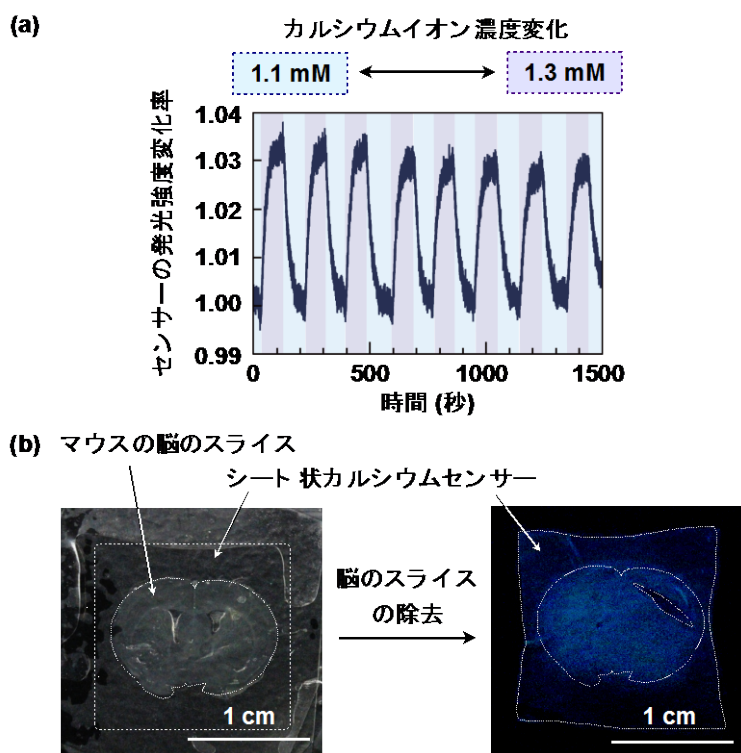 (a)
カルシウムイオン濃度変化
1.1 mM
1.3 mM
センサーの発光強度変化率
1.04
1.03
1.02
1.01
1.00
0.99
0
500
1000
1500
時間 (秒)
(b)
マウスの脳のスライス
シート状カルシウムセンサー
脳のスライス
の除去
1 cm
1 cm